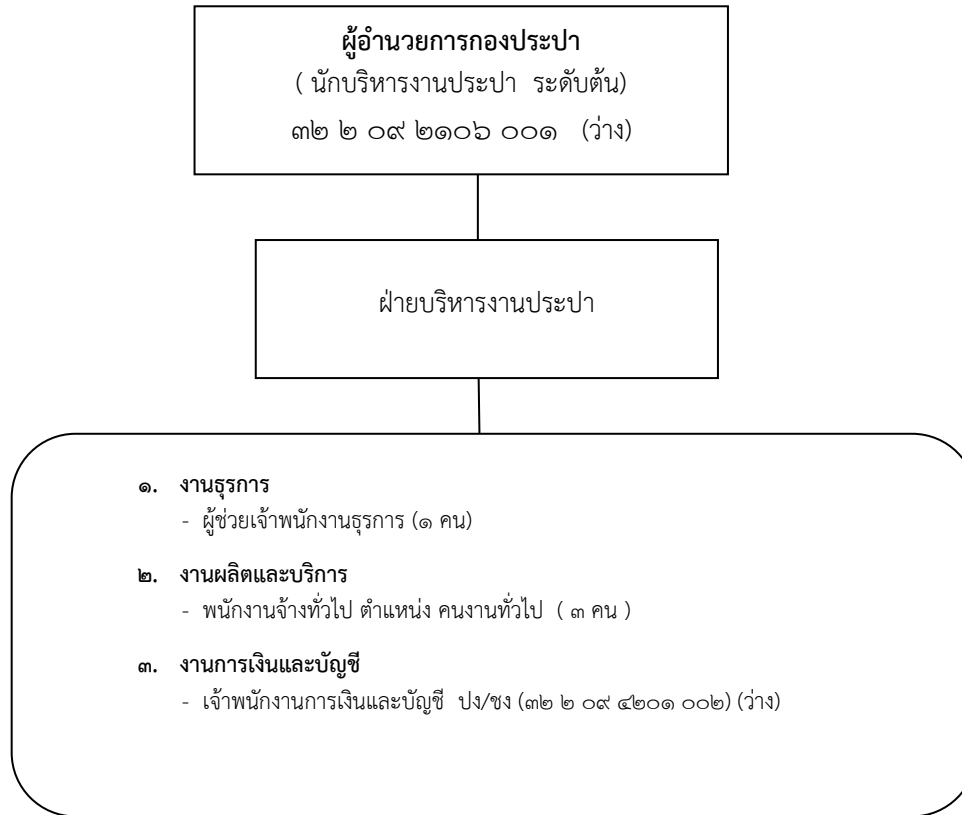 ผู้อำนวยการกองประปา
( นักบริหารงานประปา ระดับต้น)
๓๒ ๒ ๐๙ ๒๑๐๖ ๐๐๑ (ว่าง)
ฝ่ายบริหารงานประปา
๑. งานธุรการ
- ผู้ช่วยเจ้าพนักงานธุรการ (๑ คน)
๒. งานผลิตและบริการ
- พนักงานจ้างทั่วไป ตำแหน่ง คนงานทั่วไป ( ๓ คน )
๓. งานการเงินและบัญชี
- เจ้าพนักงานการเงินและบัญชี ปง/ชง (๓๒ ๒ ๐๙ ๔๒๐๑ ๐๐๒) (ว่าง)